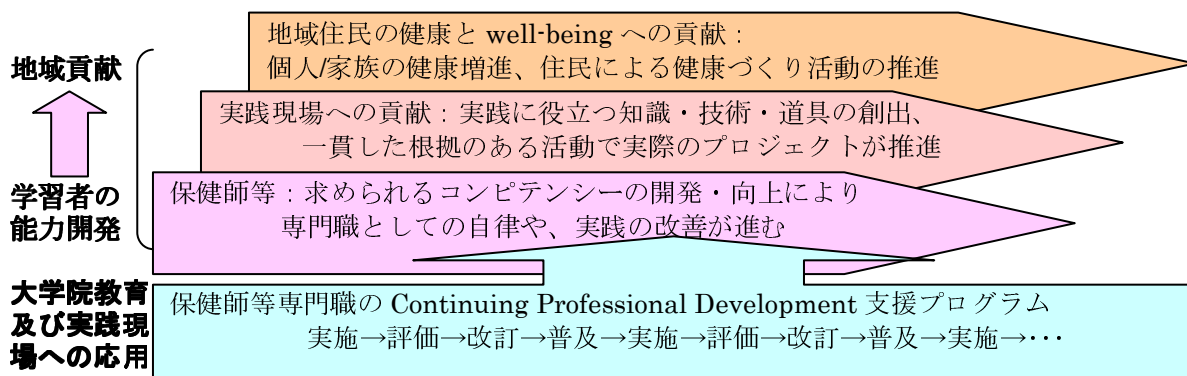 地域住民の健康と well-being への貢献：
個人/家族の健康増進、住民による健康づくり活動の推進
地域貢献
実践現場への貢献：実践に役立つ知識・技術・道具の創出、
一貫した根拠のある活動で実際のプロジェクトが推進
学習者の
能力開発
保健師等：求められるコンピテンシーの開発・向上により
専門職としての自律や、実践の改善が進む
大学院教育
及び実践現
場への応用
保健師等専門職の Continuing Professional Development 支援プログラム
実施→評価→改訂→普及→実施→評価→改訂→普及→実施→･･･